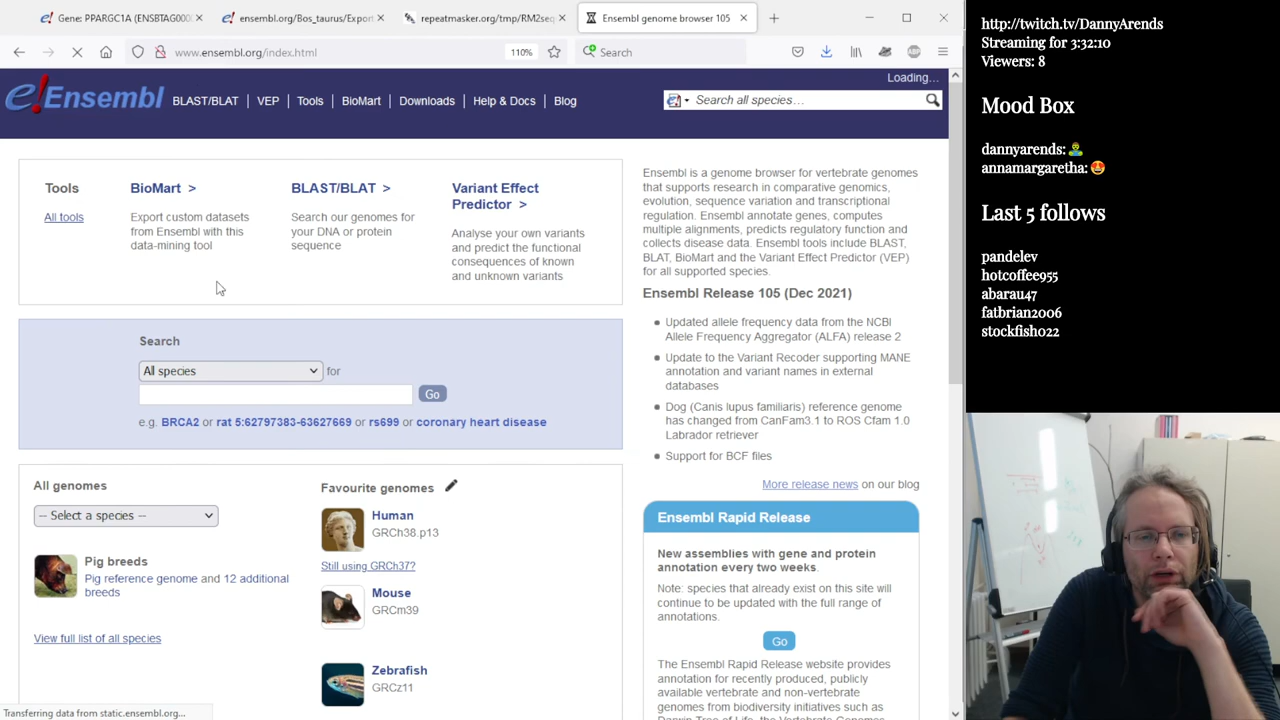 Gene: PPARGC1A (ENSBTAG000
ensembl.org/Bos_taurus/Export
repeatmasker.org/tmp/RM2seq
Ensembl genome browser 105
www.ensembl.org/index.html
110%
Search
Loading...
e!Ensembl
BLAST/BLAT
VEP
Tools
BioMart
Downloads
Help & Docs
Blog
Search all species...
Tools
All tools
BioMart >
Export custom datasets
from Ensembl with this
data-mining tool
BLAST/BLAT >
Search our genomes for
your DNA or protein
sequence
Variant Effect
Predictor >
Analyse your own variants
and predict the functional
consequences of known
and unknown variants
Search
All species
for
Go
e.g. BRCA2 or rat 5:62797383-63627669 or rs699 or coronary heart disease
All genomes
-- Select a species --
Pig breeds
Pig reference genome and 12 additional
breeds
View full list of all species
Favourite genomes
Human
GRCh38.p13
Still using GRCh37?
Mouse
GRCm39
Zebrafish
GRCz11
Ensembl is a genome browser for vertebrate genomes
that supports research in comparative genomics,
evolution, sequence variation and transcriptional
regulation. Ensembl annotate genes, computes
multiple alignments, predicts regulatory function and
collects disease data. Ensembl tools include BLAST,
BLAT, BioMart and the Variant Effect Predictor (VEP)
for all supported species.
Ensembl Release 105 (Dec 2021)
Updated allele frequency data from the NCBI
Allele Frequency Aggregator (ALFA) release 2
Update to the Variant Recoder supporting MANE
annotation and variant names in external
databases
Dog (Canis lupus familiaris) reference genome
has changed from CanFam3.1 to ROS Cfam 1.0
Labrador retriever
Support for BCF files
More release news on our blog
Ensembl Rapid Release
New assemblies with gene and protein
annotation every two weeks.
Note: species that already exist on this site will
continue to be updated with the full range of
annotations.
Go
The Ensembl Rapid Release website provides
annotation for recently produced, publicly
available vertebrate and non-vertebrate
genomes from biodiversity initiatives such as
Darwin Tree of Life, the Vertebrate Genomes
Transferring data from static.ensembl.org...
http://twitch.tv/DannyArends
Streaming for 3:32:10
Viewers: 8
Mood Box
dannyarends:
annamargaretha:
Last 5 follows
pandelev
hotcoffee955
abarau47
fatbrian2006
stockfish022